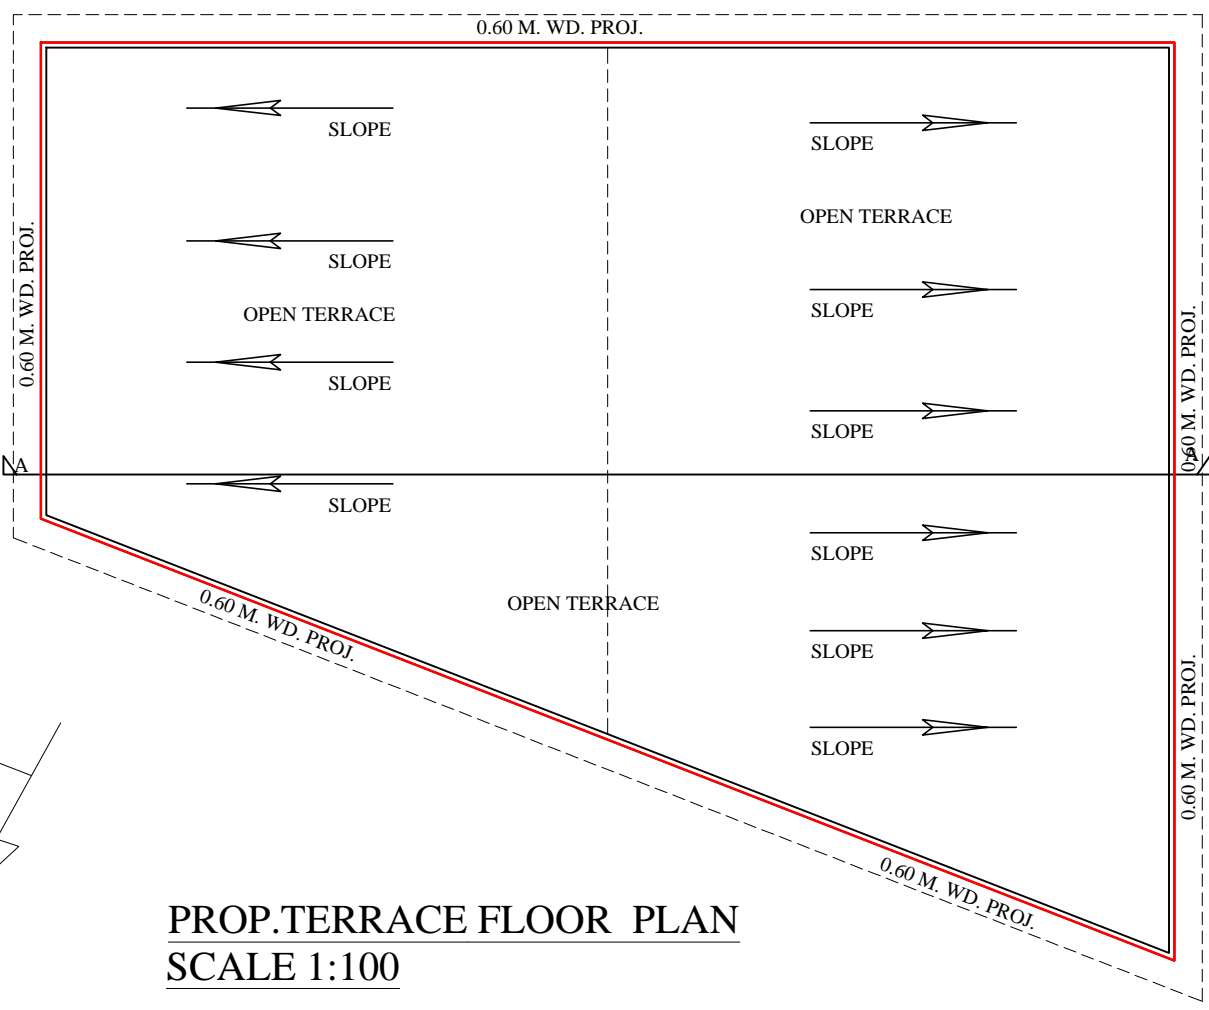 0.60 M. WD. PROJ.
SLOPE
SLOPE
OPEN TERRACE
0.60 M. WD. PROJ.
SLOPE
SLOPE
OPEN TERRACE
SLOPE
0.60 M. WD. PROJ.
SLOPE
SLOPE
A
A
SLOPE
SLOPE
OPEN TERRACE
0.60 M. WD. PROJ.
SLOPE
0.60 M. WD. PROJ.
SLOPE
0.60 M. WD. PROJ.
PROP.TERRACE FLOOR PLAN
SCALE 1:100